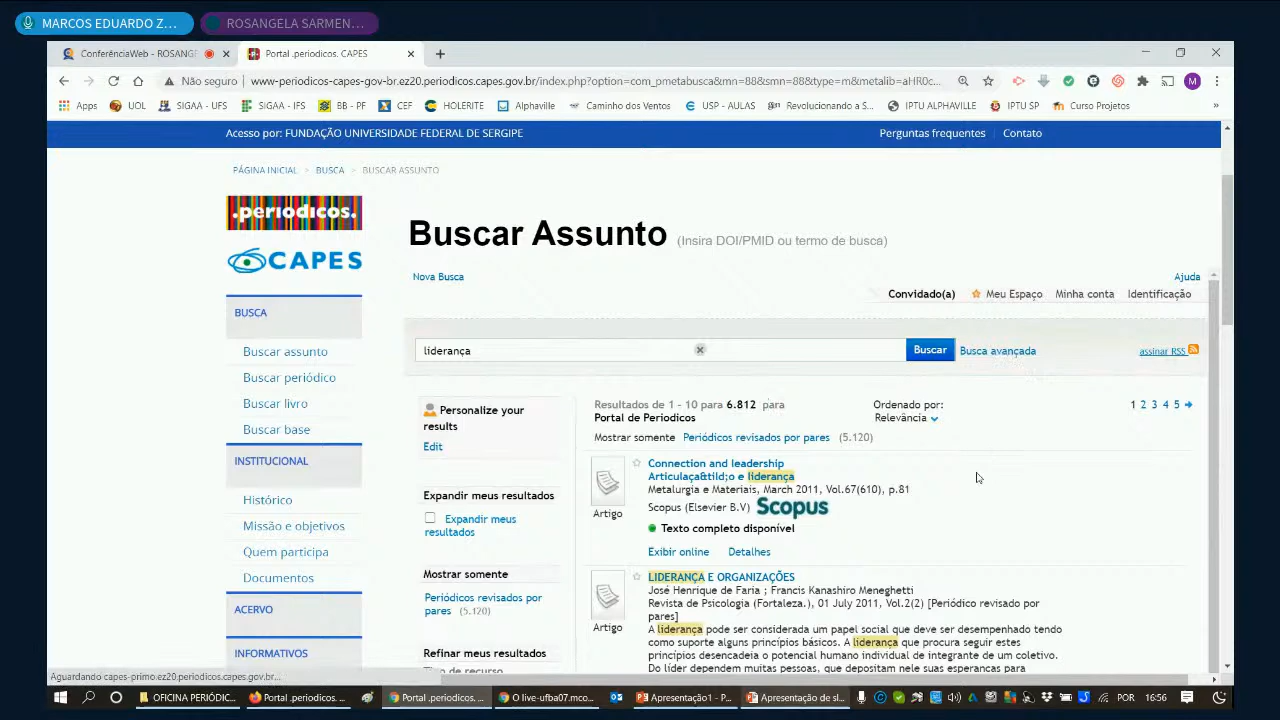 MARCOS EDUARDO Z...
ROSANGELA SARMEN...
ConferênciaWeb - ROSANG
Portal .periodicos. CAPES
Não seguro
www-periodicos-capes-gov-br.ez20.periodicos.capes.gov.br/index.php?option=com_pmetabusca&mn=88&smn=88&type=m&metalib=aHR0c...
Apps UOL SIGAA - UFS SIGAA - IFS BB - PF CEF HOLERITE Alphaville Caminho dos Ventos USP - AULAS Revolucionando a S... IPTU ALPHAVILLE IPTU SP Curso Projetos
Acesso por: FUNDAÇÃO UNIVERSIDADE FEDERAL DE SERGIPE
Perguntas frequentes Contato
PÁGINA INICIAL > BUSCA > BUSCAR ASSUNTO
.periodicos.
CAPES
BUSCA
Buscar assunto
Buscar periódico
Buscar livro
Buscar base
INSTITUCIONAL
Histórico
Missão e objetivos
Quem participa
Documentos
ACERVO
INFORMATIVOS
Buscar Assunto (Insira DOI/PMID ou termo de busca)
Nova Busca
Ajuda
Convidado(a) Meu Espaço Minha conta Identificação
liderança
Buscar
Busca avançada
assinar RSS
Personalize your
results
Edit
Expandir meus resultados
Expandir meus
resultados
Mostrar somente
Periódicos revisados por
pares (5.120)
Refinar meus resultados
Tipo de recurso
Resultados de 1 - 10 para 6.812 para
Portal de Periodicos
Ordenado por:
Relevância
1 2 3 4 5
Mostrar somente Periódicos revisados por pares (5.120)
Artigo
Connection and leadership
Articulaça&tild;o e liderança
Metalurgia e Materiais, March 2011, Vol.67(610), p.81
Scopus (Elsevier B.V) Scopus
Texto completo disponível
Exibir online Detalhes
Artigo
LIDERANÇA E ORGANIZAÇÕES
José Henrique de Faria ; Francis Kanashiro Meneghetti
Revista de Psicologia (Fortaleza.), 01 July 2011, Vol.2(2) [Periódico revisado por
pares]
A liderança pode ser considerada um papel social que deve ser desempenhado tendo
como suporte alguns princípios básicos. A liderança que procura seguir estes
princípios desencadeia o potencial humano individual de integrante de um coletivo.
Do líder dependem muitas pessoas, que depositam nele suas esperanças para
Aguardando capes-primo.ez20.periodicos.capes.gov.br...
OFICINA PERIÓDIC...
Portal .periodicos. ...
Portal .periodicos. ...
O live-ufba07.mco...
Apresentação1 - P...
Apresentação de sl...
POR 16:56